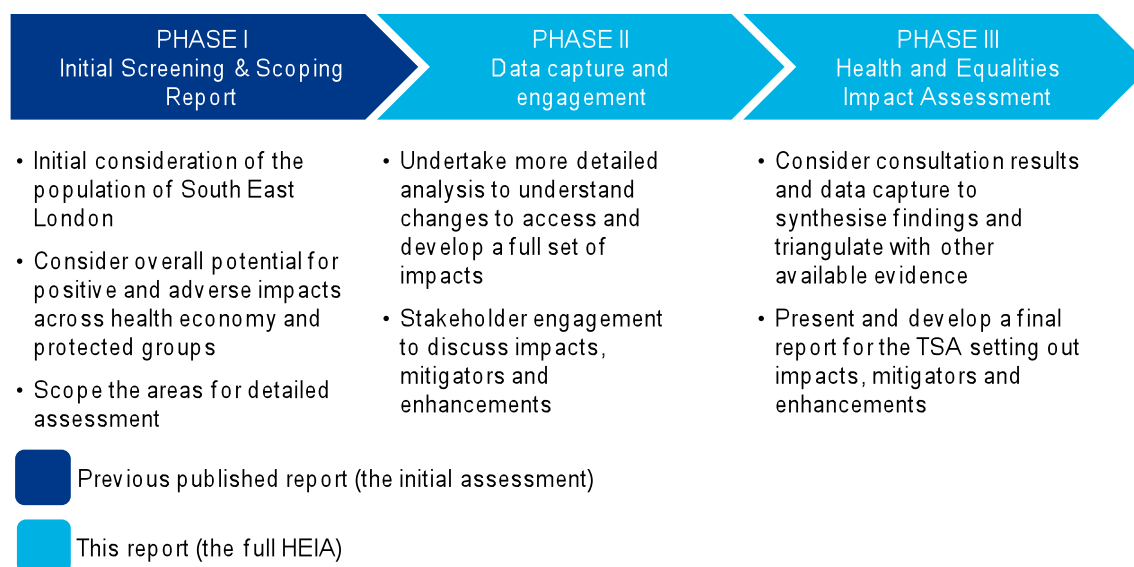 PHASE I
Initial Screening & Scoping
Report
PHASE II
Data capture and
engagement
PHASE III
Health and Equalities
Impact Assessment
• Initial consideration of the
population of South East
London
• Consider overall potential for
positive and adverse impacts
across health economy and
protected groups
• Scope the areas for detailed
assessment
• Undertake more detailed
analysis to understand
changes to access and
develop a full set of
impacts
• Stakeholder engagement
to discuss impacts,
mitigators and
enhancements
• Consider consultation results
and data capture to
synthesise findings and
triangulate with other
available evidence
• Present and develop a final
report for the TSA setting out
impacts, mitigators and
enhancements
Previous published report (the initial assessment)
This report (the full HEIA)